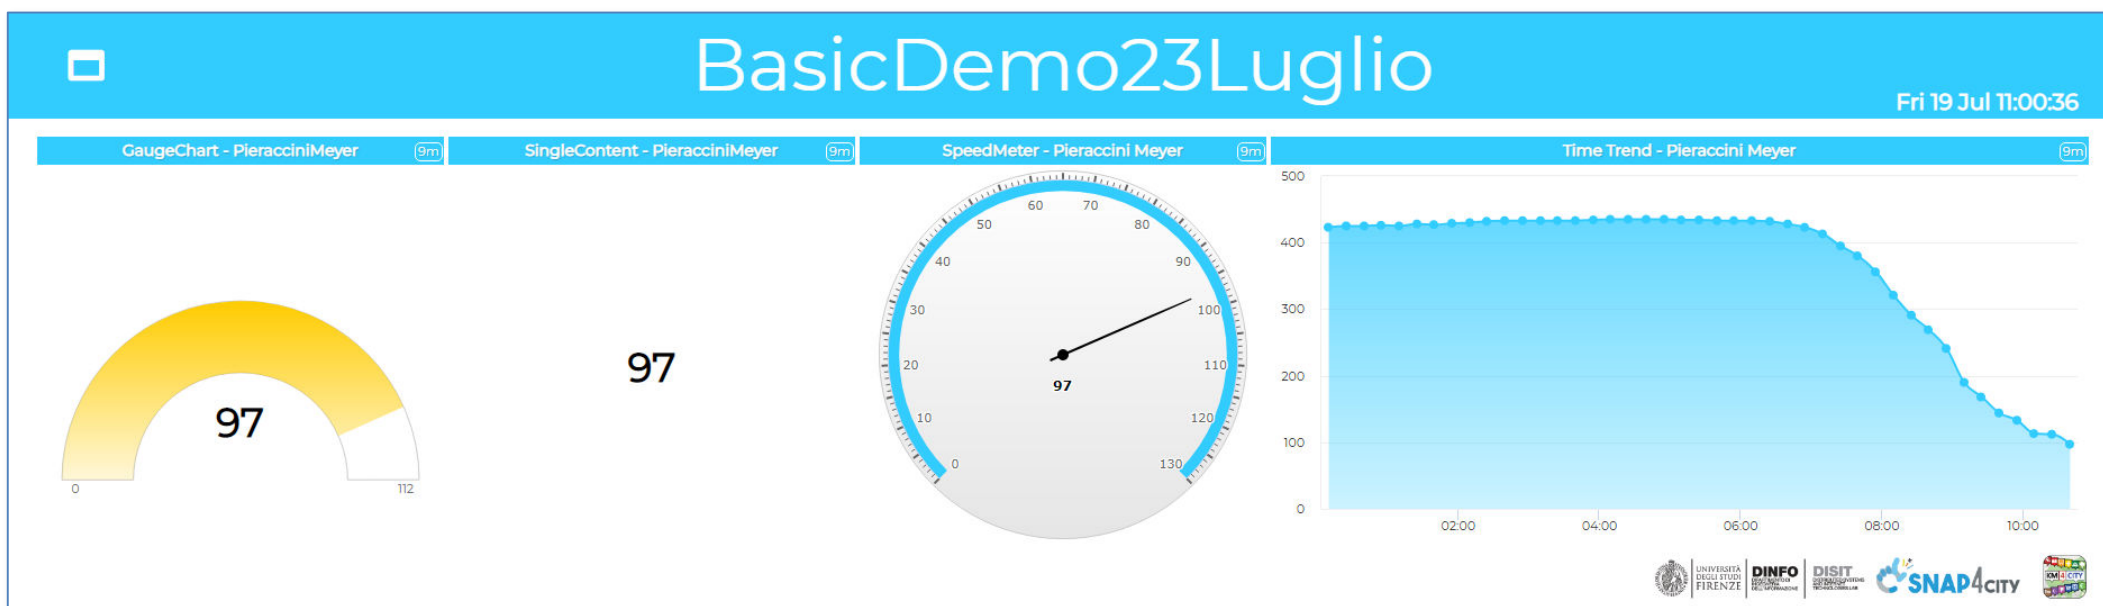 BasicDemo23Luglio
Fri 19 Jul 11:00:36
GaugeChart - PieracciniMeyer
9m
SingleContent - PieracciniMeyer
9m
SpeedMeter - Pieraccini Meyer
9m
Time Trend - Pieraccini Meyer
9m
97
0
112
97
0
10
20
30
40
50
60
70
80
90
100
110
120
130
97
500
400
300
200
100
0
02:00
04:00
06:00
08:00
10:00
UNIVERSITÀ
DEGLI STUDI
FIRENZE
DINFO
DISIT
SNAP4CITY
KM4CITY